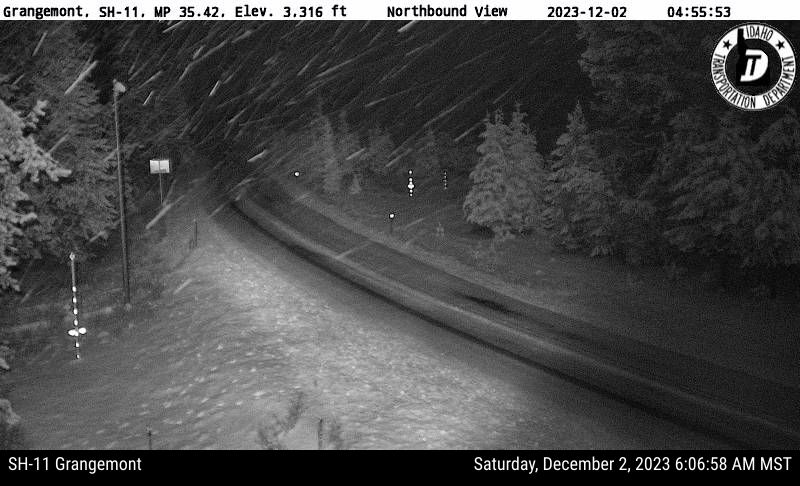 Grangemont, SH-11, MP 35.42, Elev. 3,316 ft Northbound View 2023-12-02 04:55:53
IDAHO
TRANSPORTATION DEPARTMENT
SH-11 Grangemont Saturday, December 2, 2023 6:06:58 AM MST